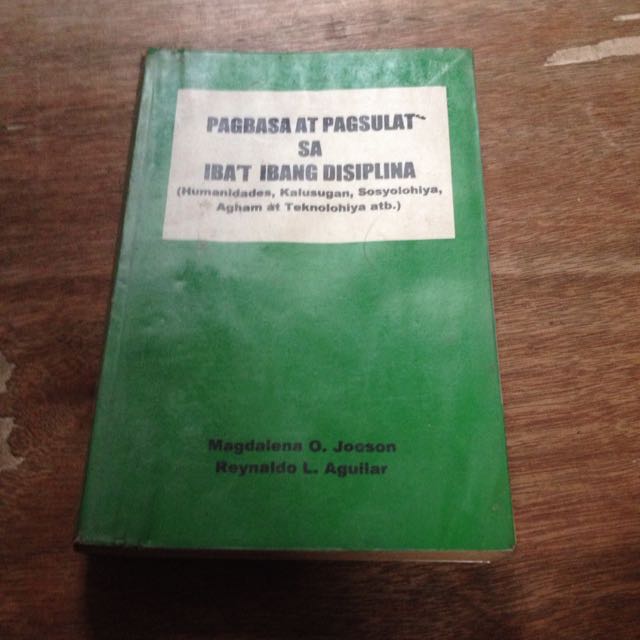 PAGBASA AT PAGSULAT
SA
IBA'T IBANG DISIPLINA
(Humanidades, Kalusugan, Sosyolohiya,
Agham at Teknolohiya atb.)
Magdalena O. Jocson
Reynaldo L. Aguilar